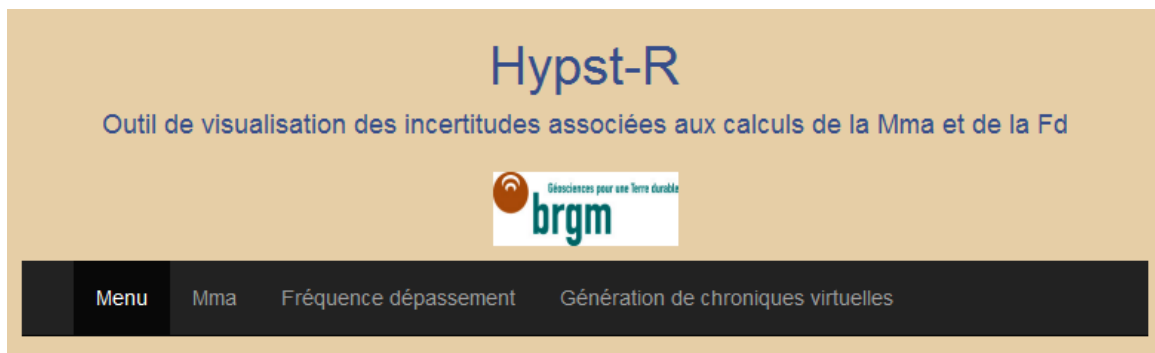 Hypst-R
Outil de visualisation des incertitudes associées aux calculs de la Mma et de la Fd
Géosciences pour une Terre durable
brgm
Menu Mma Fréquence dépassement Génération de chroniques virtuelles